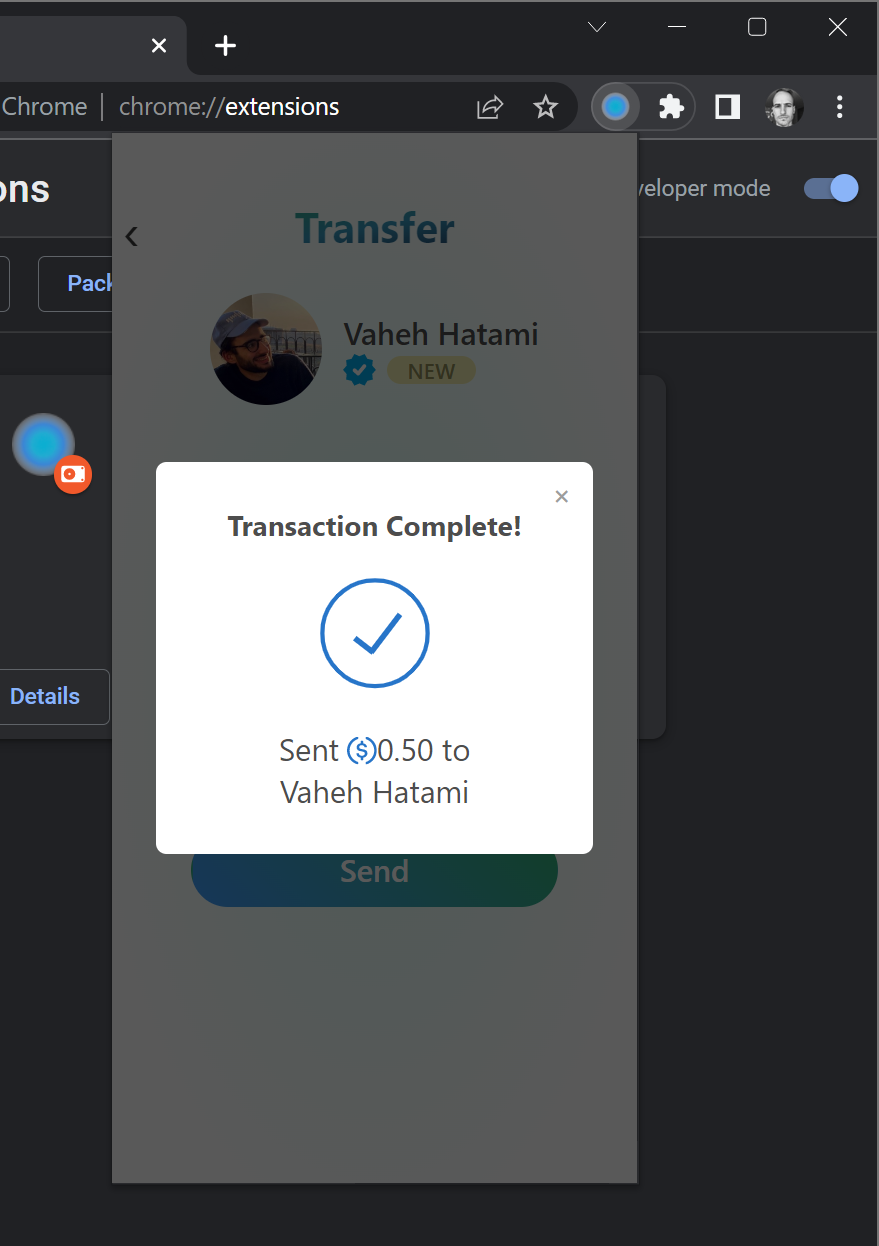 Chrome | chrome://extensions
ons
veloper mode
Pack
Transfer
Vaheh Hatami
NEW
Transaction Complete!
Sent $0.50 to
Vaheh Hatami
Details
Send